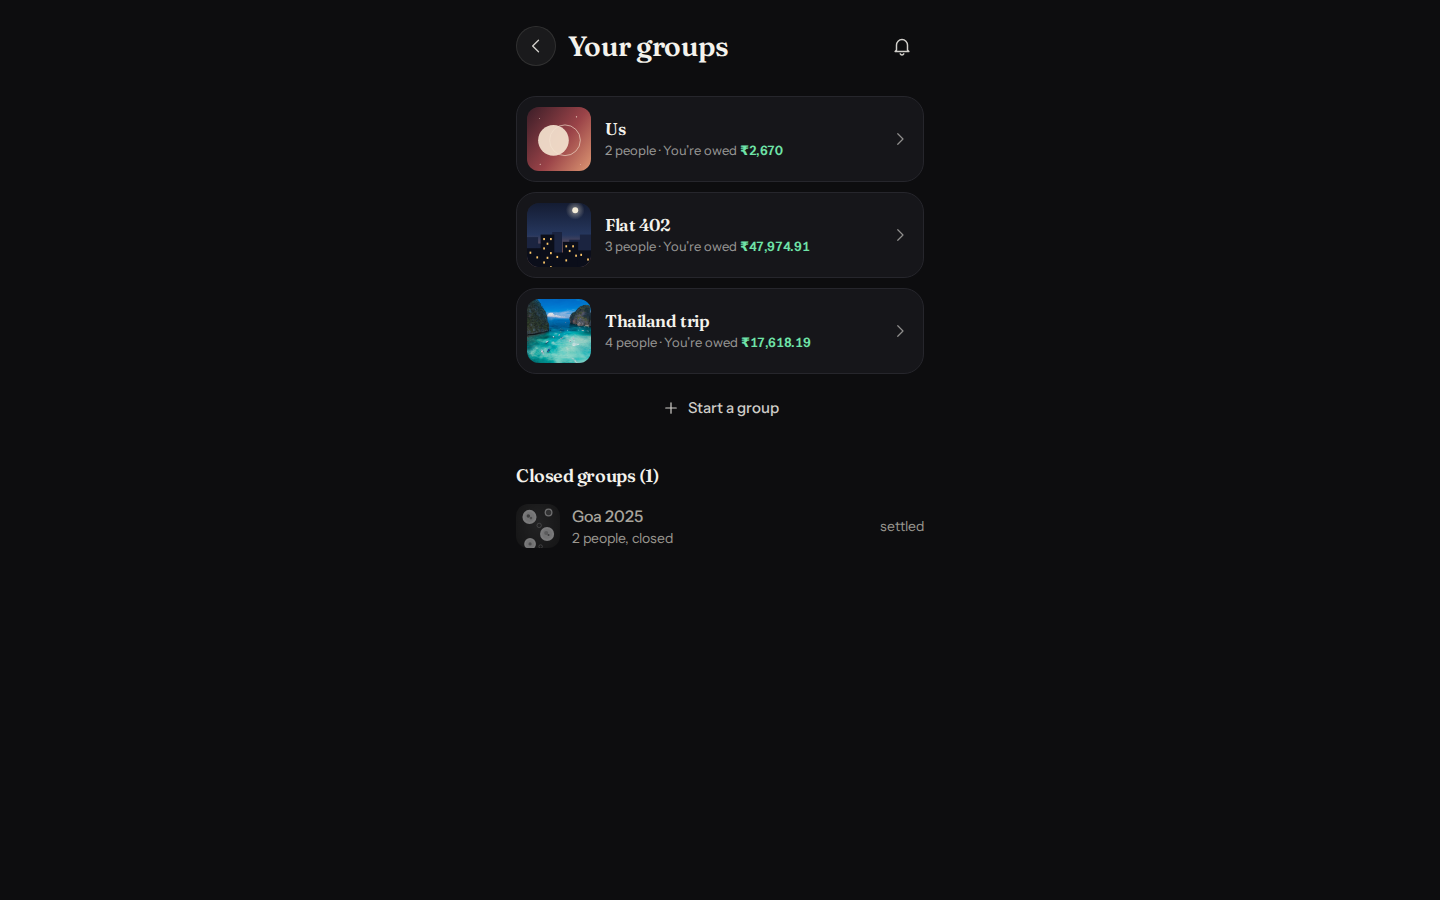 Your groups
Us
2 people · You're owed ₹2,670
Flat 402
3 people · You're owed ₹47,974.91
Thailand trip
4 people · You're owed ₹17,618.19
Start a group
Closed groups (1)
Goa 2025
2 people, closed
settled